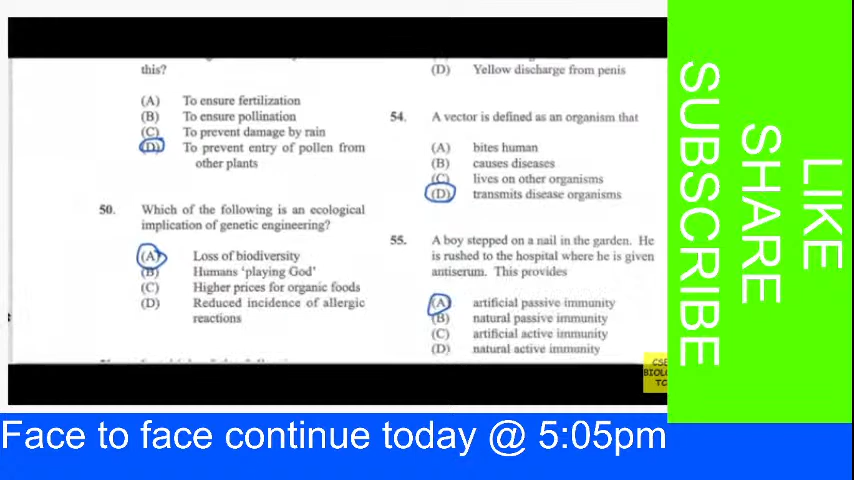 this?
(A) To ensure fertilization
(B) To ensure pollination
(C) To prevent damage by rain
(D) To prevent entry of pollen from
other plants
50. Which of the following is an ecological
implication of genetic engineering?
(A) Loss of biodiversity
(B) Humans ‘playing God’
(C) Higher prices for organic foods
(D) Reduced incidence of allergic
reactions
(D) Yellow discharge from penis
54. A vector is defined as an organism that
(A) bites human
(B) causes diseases
(C) lives on other organisms
(D) transmits disease organisms
55. A boy stepped on a nail in the garden. He
is rushed to the hospital where he is given
antiserum. This provides
(A) artificial passive immunity
(B) natural passive immunity
(C) artificial active immunity
(D) natural active immunity
LIKE
SHARE
SUBSCRIBE
Face to face continue today @ 5:05pm